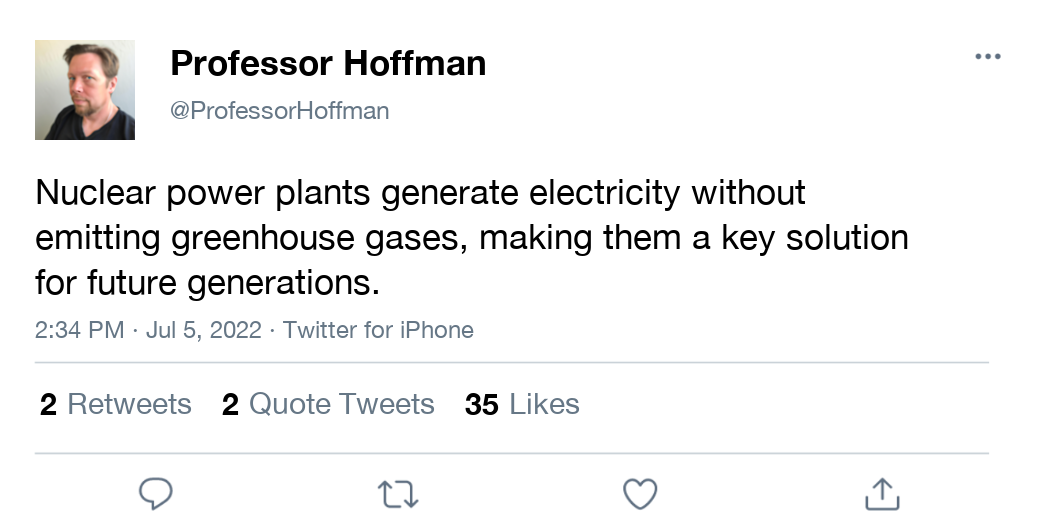 Professor Hoffman
@ProfessorHoffman
Nuclear power plants generate electricity without
emitting greenhouse gases, making them a key solution
for future generations.
2:34 PM · Jul 5, 2022 · Twitter for iPhone
2 Retweets 2 Quote Tweets 35 Likes